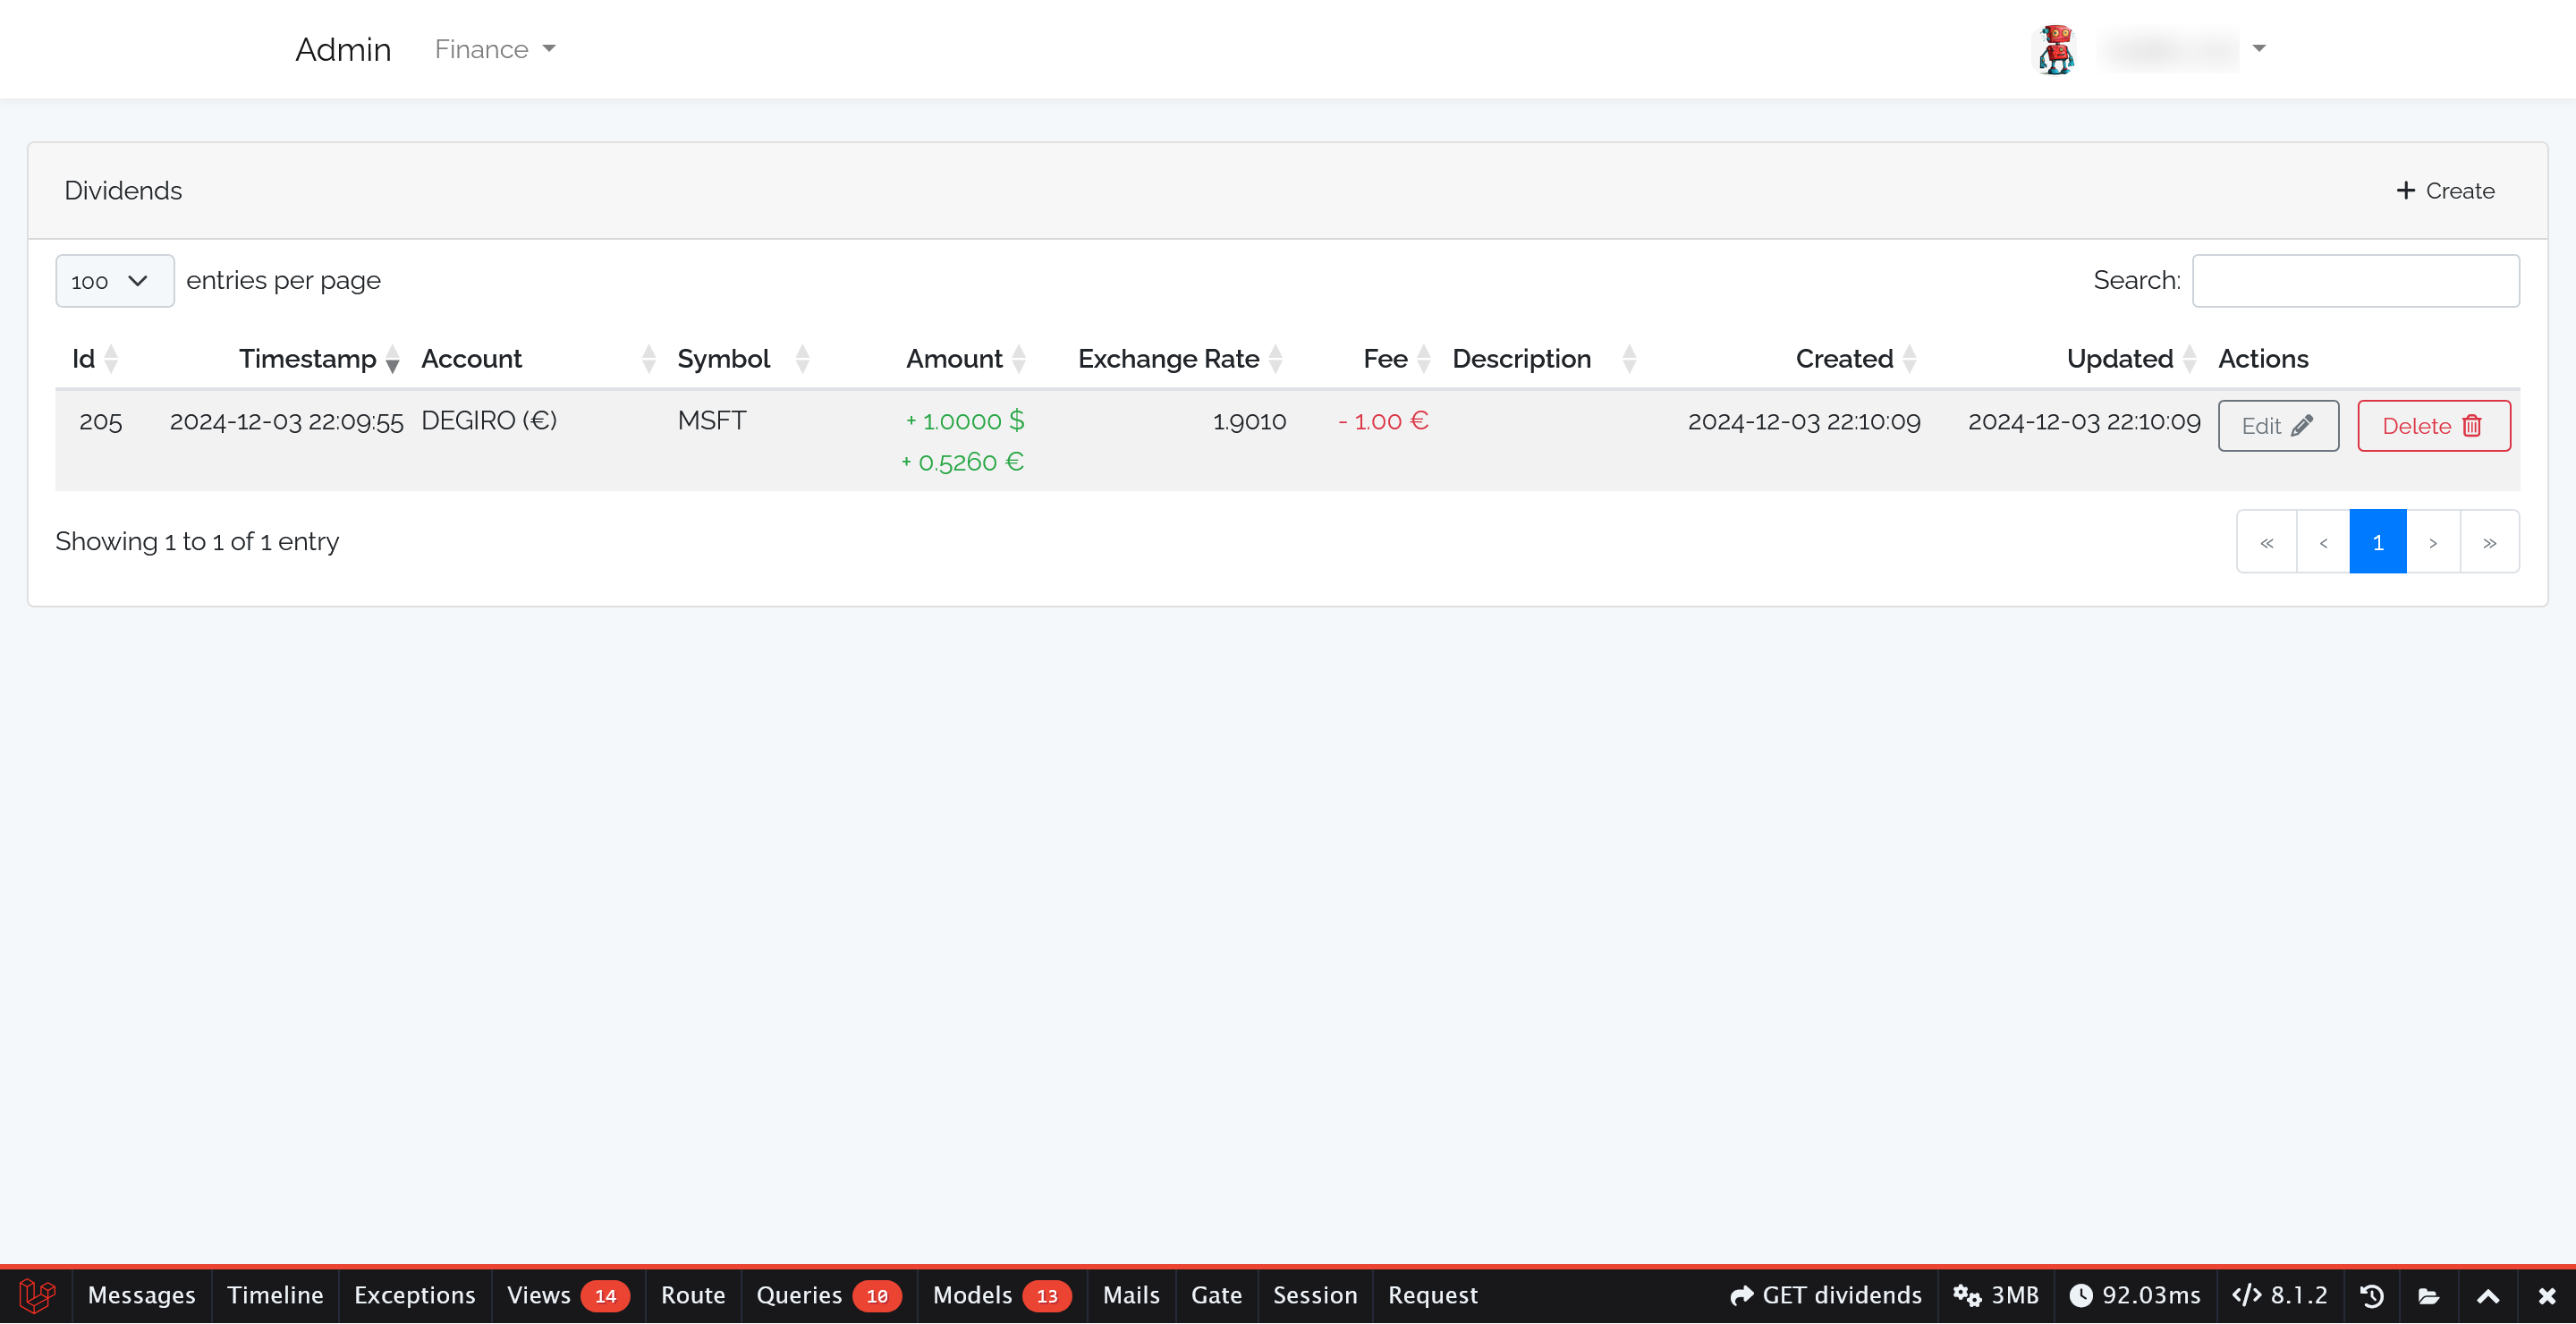 Admin Finance
Dividends + Create
100 entries per page Search:
Id Timestamp Account Symbol Amount Exchange Rate Fee Description Created Updated Actions
205 2024-12-03 22:09:55 DEGIRO (€) MSFT + 1.0000 $ 1.9010 - 1.00 € 2024-12-03 22:10:09 2024-12-03 22:10:09 Edit Delete
+ 0.5260 €
Showing 1 to 1 of 1 entry « ‹ 1 › »
Messages Timeline Exceptions Views 14 Route Queries 10 Models 13 Mails Gate Session Request GET dividends 3MB 92.03ms </> 8.1.2